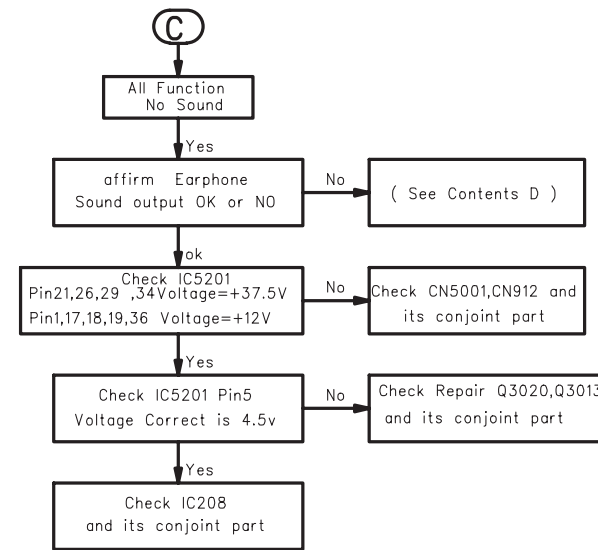 C
All Function
No Sound
Yes
affirm Earphone
Sound output OK or NO
No
( See Contents D )
ok
Check IC5201
Pin21,26,29 ,34Voltage=+37.5V
Pin1,17,18,19,36 Voltage=+12V
No
Check CN5001,CN912 and
its conjoint part
Yes
Check IC5201 Pin5
Voltage Correct is 4.5v
No
Check Repair Q3020,Q3013
and its conjoint part
Yes
Check IC208
and its conjoint part